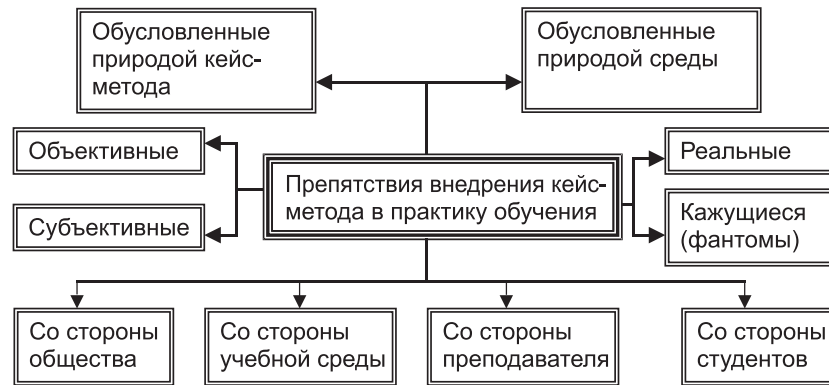 Обусловленные
природой кейс-
метода
Обусловленные
природой среды
Объективные
Субъективные
Препятствия внедрения кейс-
метода в практику обучения
Реальные
Кажущиеся
(фантомы)
Со стороны
общества
Со стороны
учебной среды
Со стороны
преподавателя
Со стороны
студентов